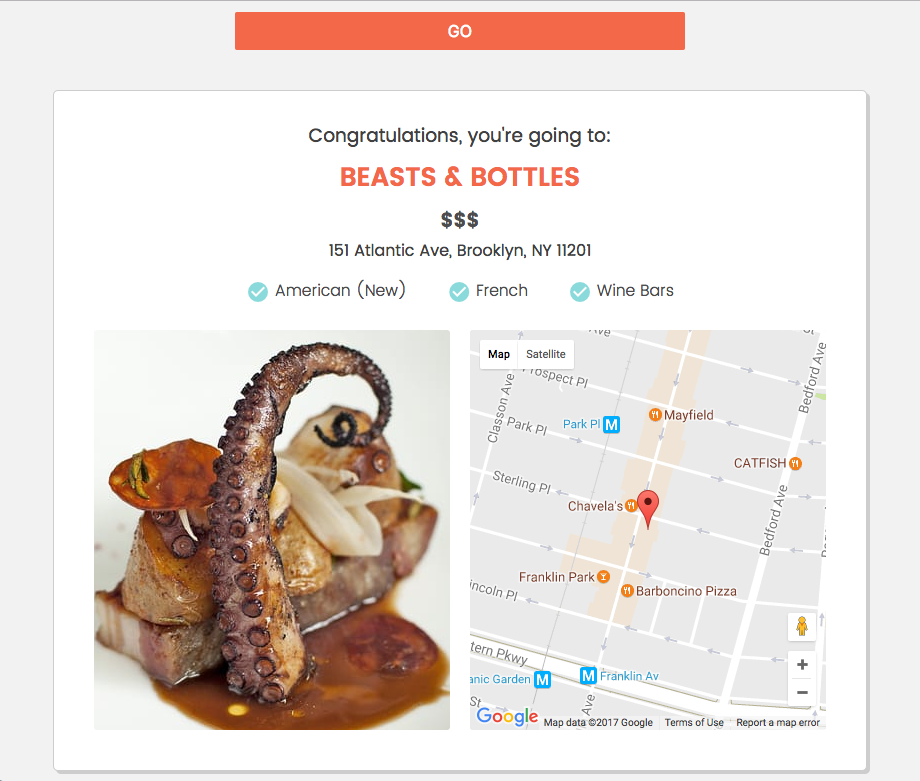 GO
Congratulations, you're going to:
BEASTS & BOTTLES
$$$
151 Atlantic Ave, Brooklyn, NY 11201
American (New) French Wine Bars
Map Satellite
Ave
Prospect Pl
Classon Ave
Bedford Ave
Park Pl
Park Pl M
Mayfield
CATFISH
Sterling Pl
Chavela's
Bedford Ave
Franklin Park
Barboncino Pizza
incoln Pl
tern Pkwy
anic Garden M
M Franklin Av
St
Ave
+
−
Google
Map data ©2017 Google Terms of Use Report a map error